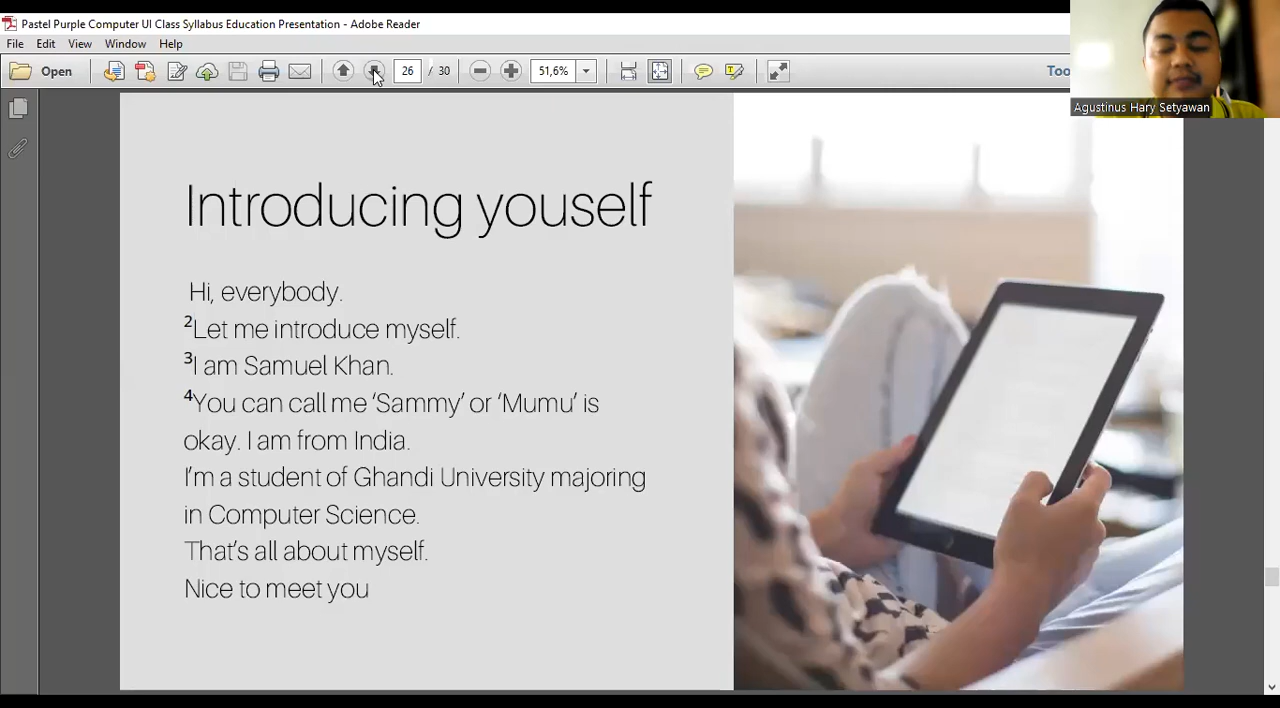 Pastel Purple Computer UI Class Syllabus Education Presentation - Adobe Reader
File Edit View Window Help
Open 26 / 30 51,6% Too
Agustinus Hary Setyawan
Introducing youself
Hi, everybody.
²Let me introduce myself.
³I am Samuel Khan.
⁴You can call me ‘Sammy’ or ‘Mumu’ is
okay. I am from India.
I’m a student of Ghandi University majoring
in Computer Science.
That’s all about myself.
Nice to meet you